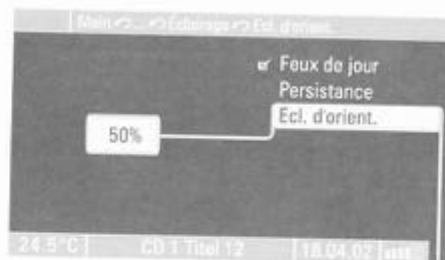 Main ... Eclairage Ecl. d'orient.
Feux de jour
Persistance
Ecl. d'orient.
50%
24.5°C CD 1 Titel 12 18.04.02